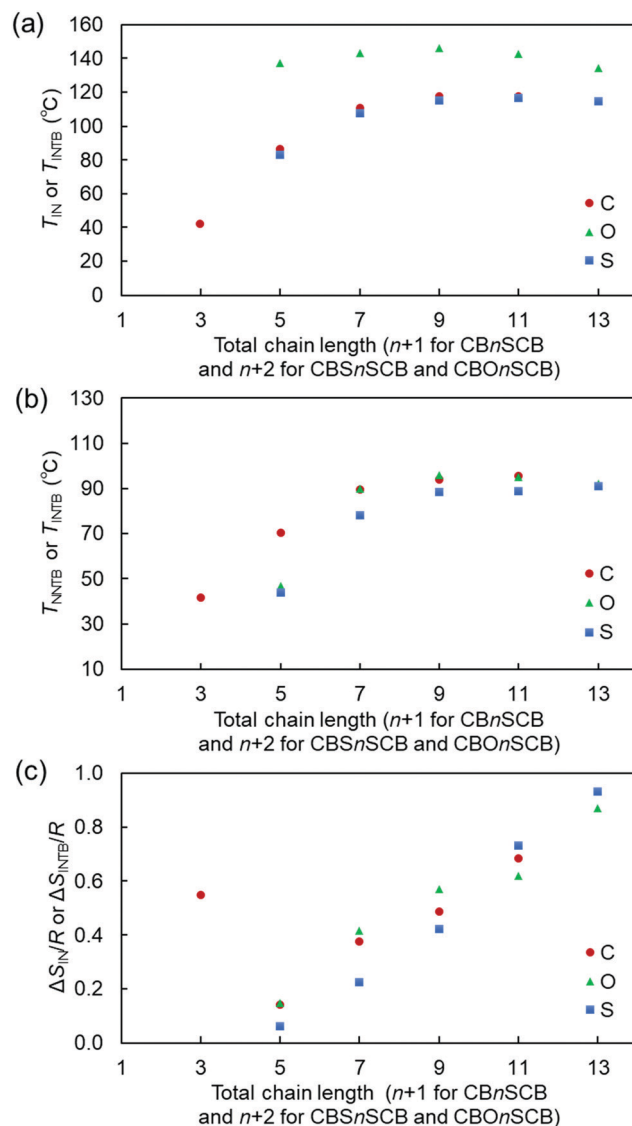 (a)
160
140
120
100
80
60
40
20
0
T_IN or T_INTB (°C)
C
O
S
1 3 5 7 9 11 13
Total chain length (n+1 for CBnSCB
and n+2 for CBSnSCB and CBOnSCB)
(b)
130
110
90
70
50
30
10
T_NNTB or T_INTB (°C)
C
O
S
1 3 5 7 9 11 13
Total chain length (n+1 for CBnSCB
and n+2 for CBSnSCB and CBOnSCB)
(c)
1.0
0.8
0.6
0.4
0.2
0.0
ΔS_IN/R or ΔS_INTB/R
C
O
S
1 3 5 7 9 11 13
Total chain length (n+1 for CBnSCB
and n+2 for CBSnSCB and CBOnSCB)